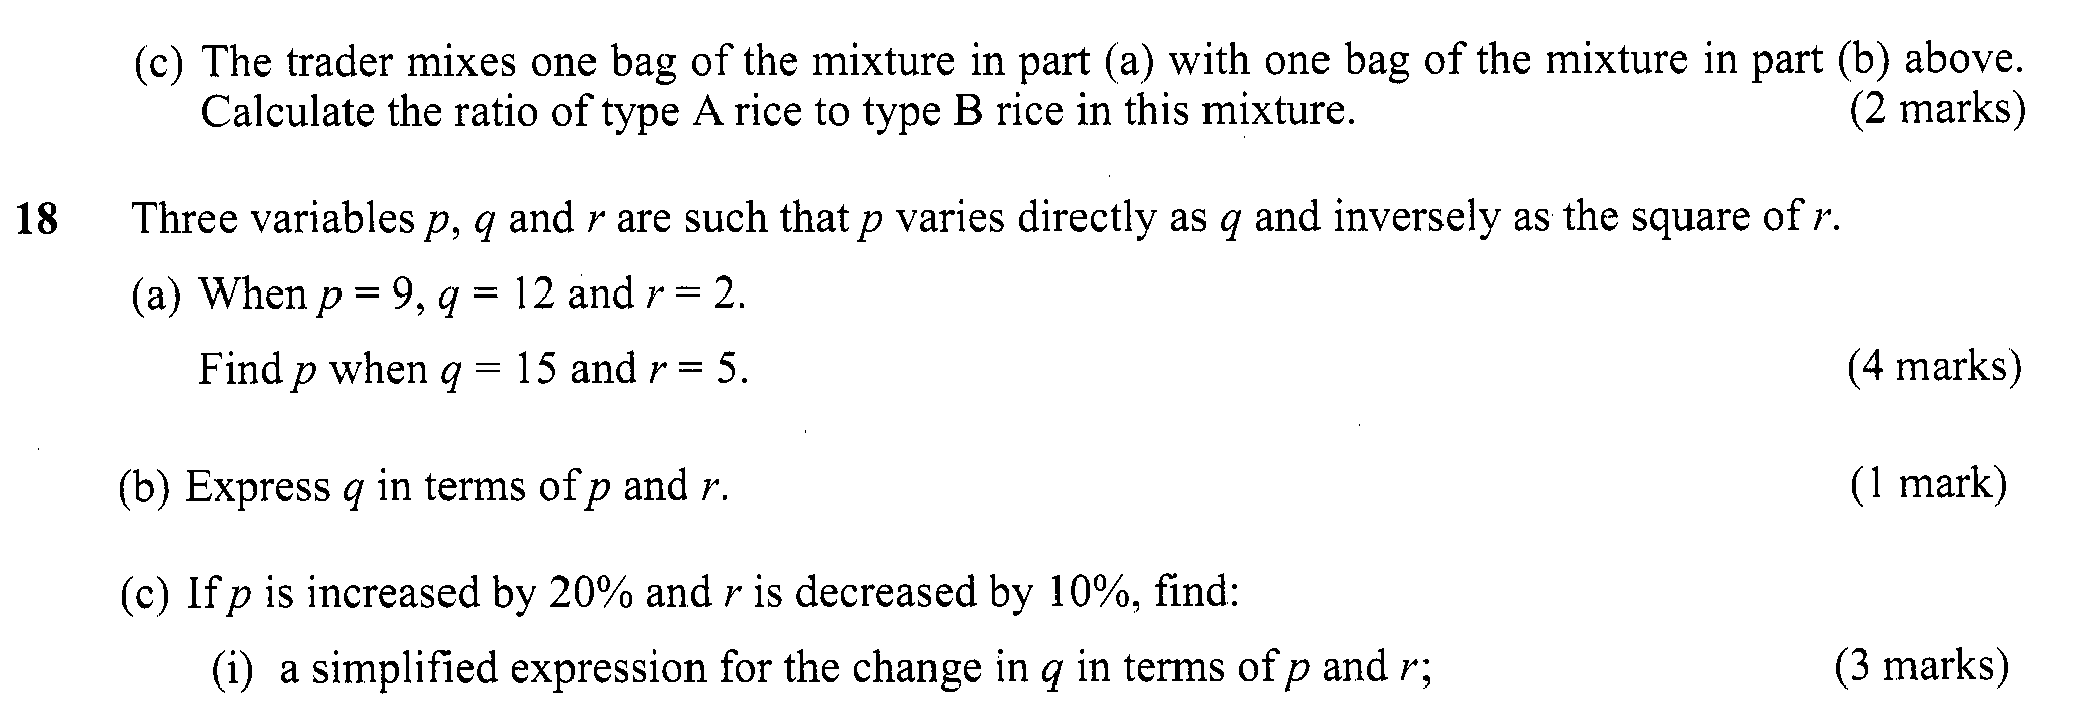 (c) The trader mixes one bag of the mixture in part (a) with one bag of the mixture in part (b) above.
Calculate the ratio of type A rice to type B rice in this mixture. (2 marks)
18 Three variables p, q and r are such that p varies directly as q and inversely as the square of r.
(a) When p = 9, q = 12 and r = 2.
Find p when q = 15 and r = 5. (4 marks)
(b) Express q in terms of p and r. (1 mark)
(c) If p is increased by 20% and r is decreased by 10%, find:
(i) a simplified expression for the change in q in terms of p and r; (3 marks)